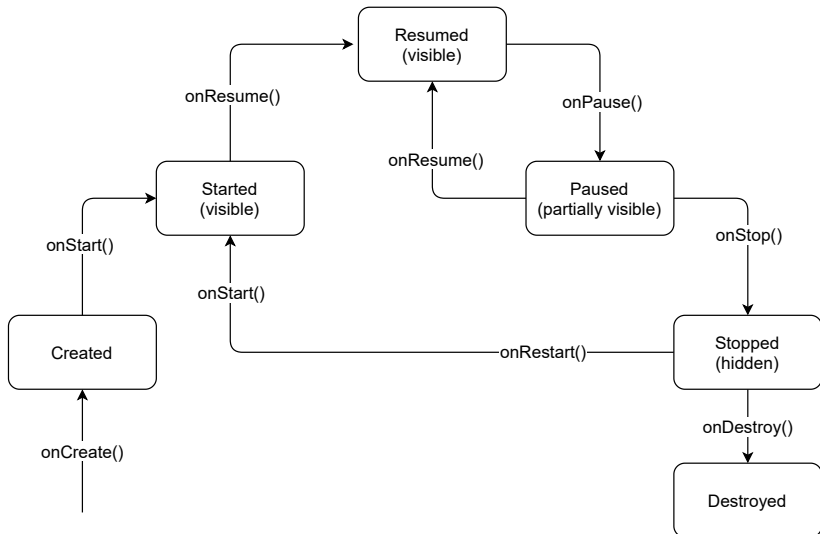 Resumed
(visible)
onResume()
onPause()
onResume()
Started
(visible)
Paused
(partially visible)
onStart()
onStop()
onStart()
Created
onRestart()
Stopped
(hidden)
onCreate()
onDestroy()
Destroyed